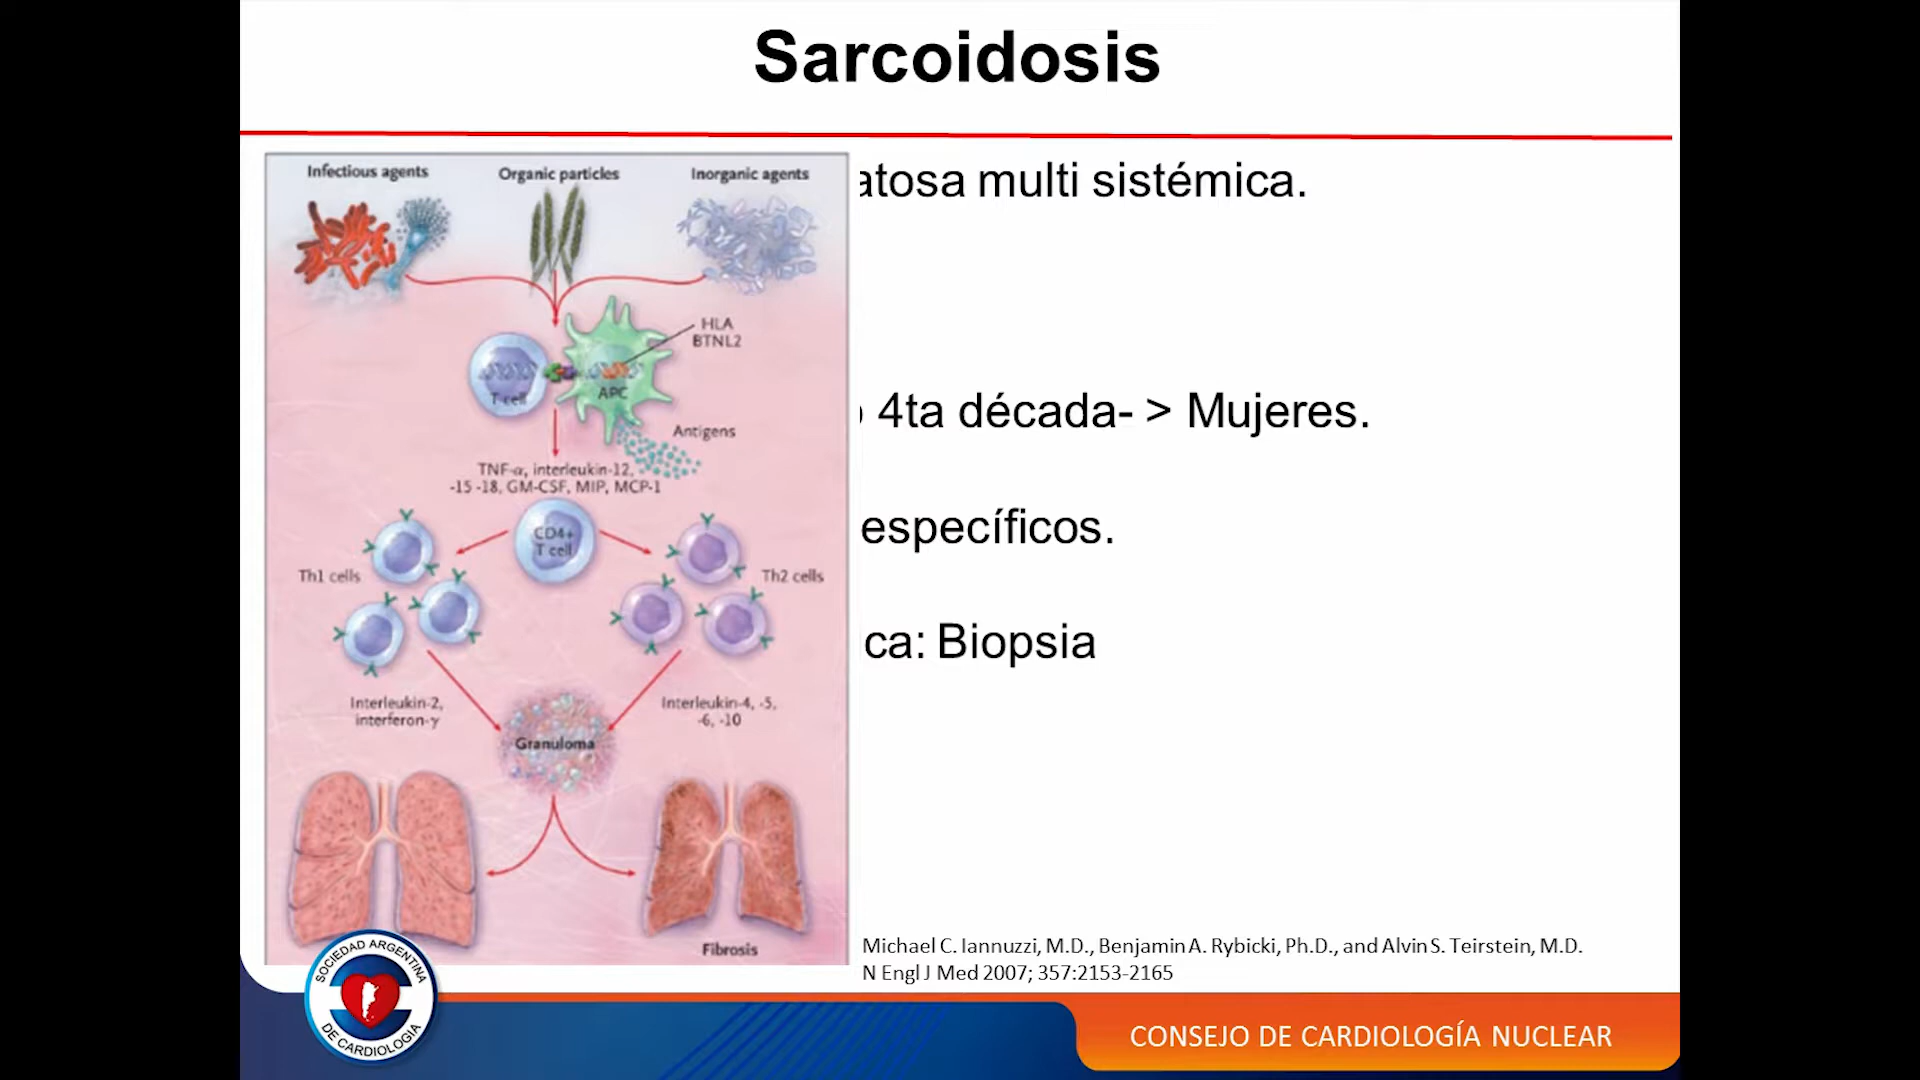 Sarcoidosis
Infectious agents
Organic particles
Inorganic agents
atosa multi sistémica.
HLA
BTNL2
T cell
APC
4ta década- > Mujeres.
Antigens
TNF-α, interleukin-12,
-15 -18, GM-CSF, MIP, MCP-1
CD4+
T cell
específicos.
Th1 cells
Th2 cells
ca: Biopsia
Interleukin-2,
interferon-γ
Interleukin-4, -5,
-6, -10
Granuloma
Fibrosis
Michael C. Iannuzzi, M.D., Benjamin A. Rybicki, Ph.D., and Alvin S. Teirstein, M.D.
N Engl J Med 2007; 357:2153-2165
SOCIEDAD ARGENTINA
DE CARDIOLOGIA
CONSEJO DE CARDIOLOGÍA NUCLEAR